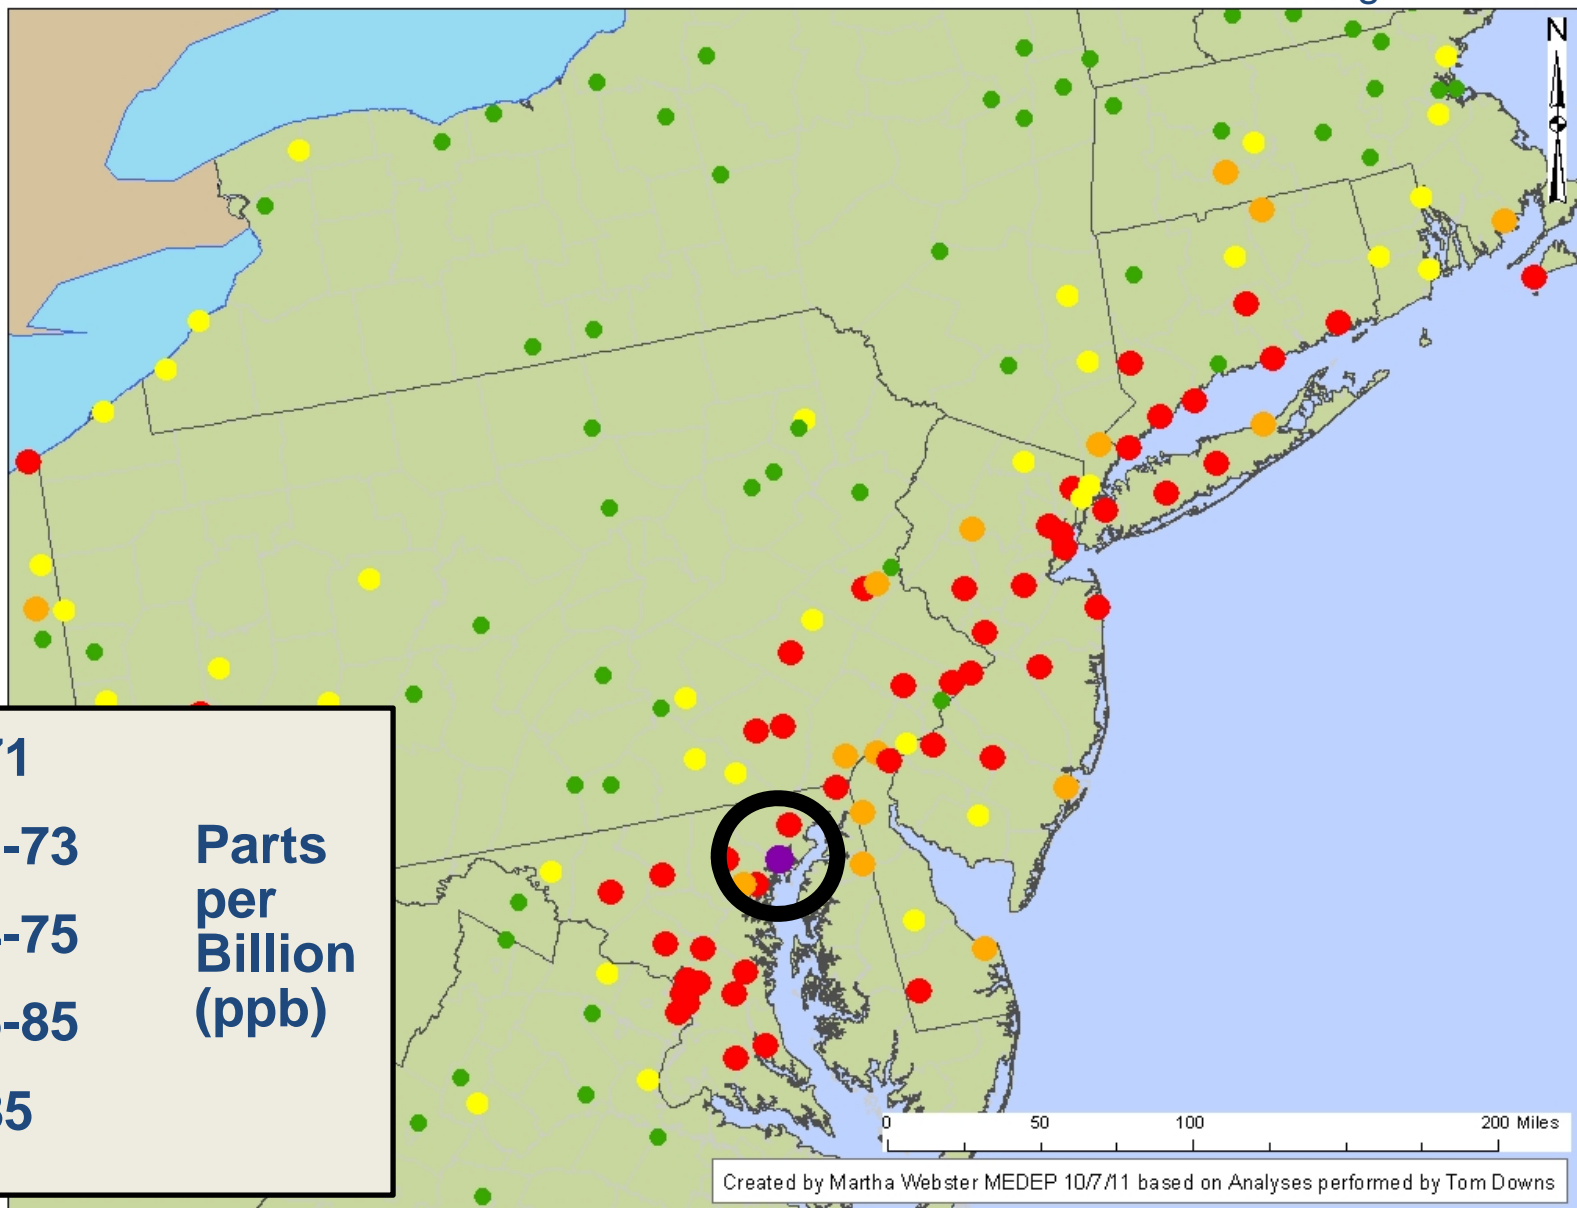 N
71
-73
-75
-85
85
Parts
per
Billion
(ppb)
0 50 100 200 Miles
Created by Martha Webster MEDEP 10/7/11 based on Analyses performed by Tom Downs